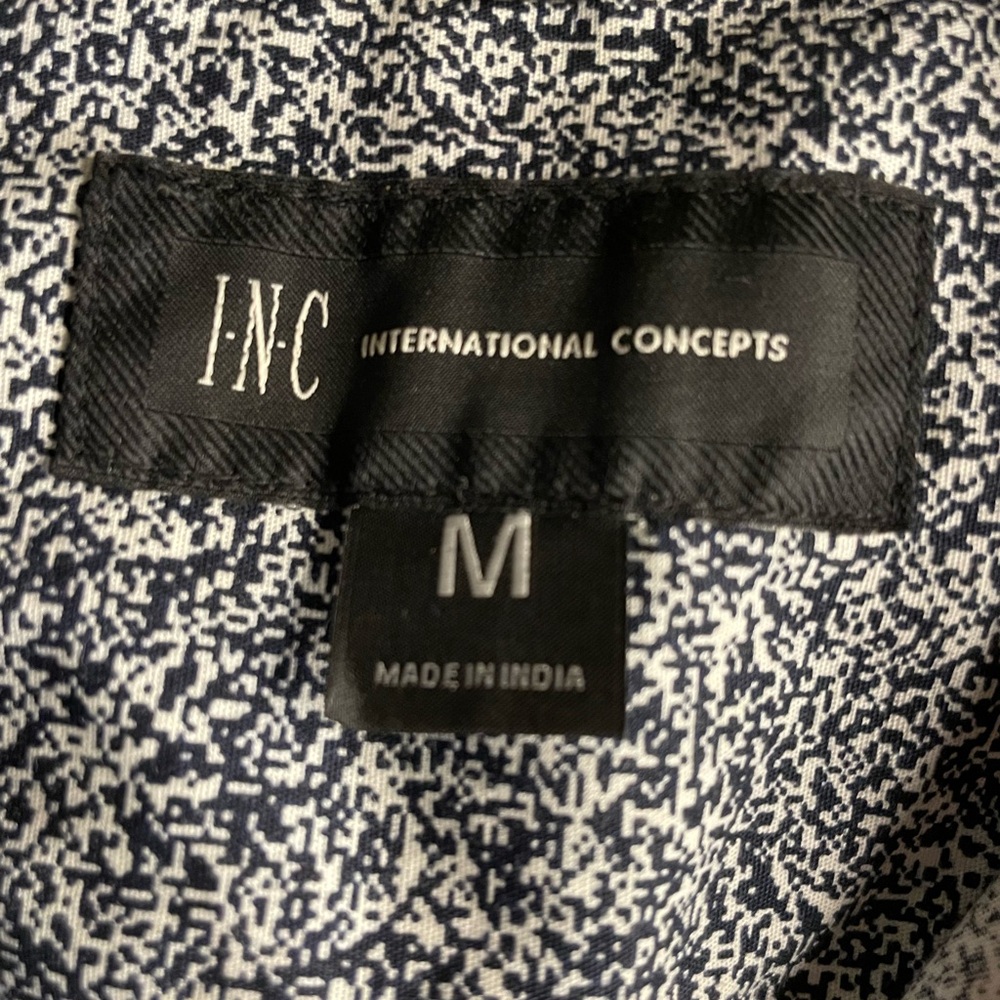 I·N·C INTERNATIONAL CONCEPTS
M
MADE IN INDIA